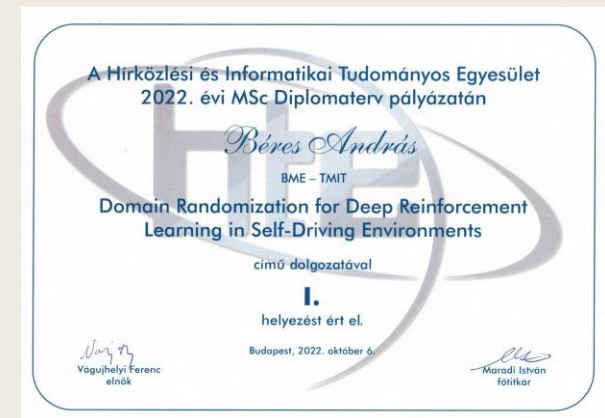 A Hírközlési és Informatikai Tudományos Egyesület
2022. évi MSc Diplomaterv pályázatán
Béres András
BME – TMIT
Domain Randomization for Deep Reinforcement
Learning in Self-Driving Environments
című dolgozatával
I.
helyezést ért el.
Budapest, 2022. október 6.
Vágujhelyi Ferenc
elnök
Maradi István
főtitkár
hte